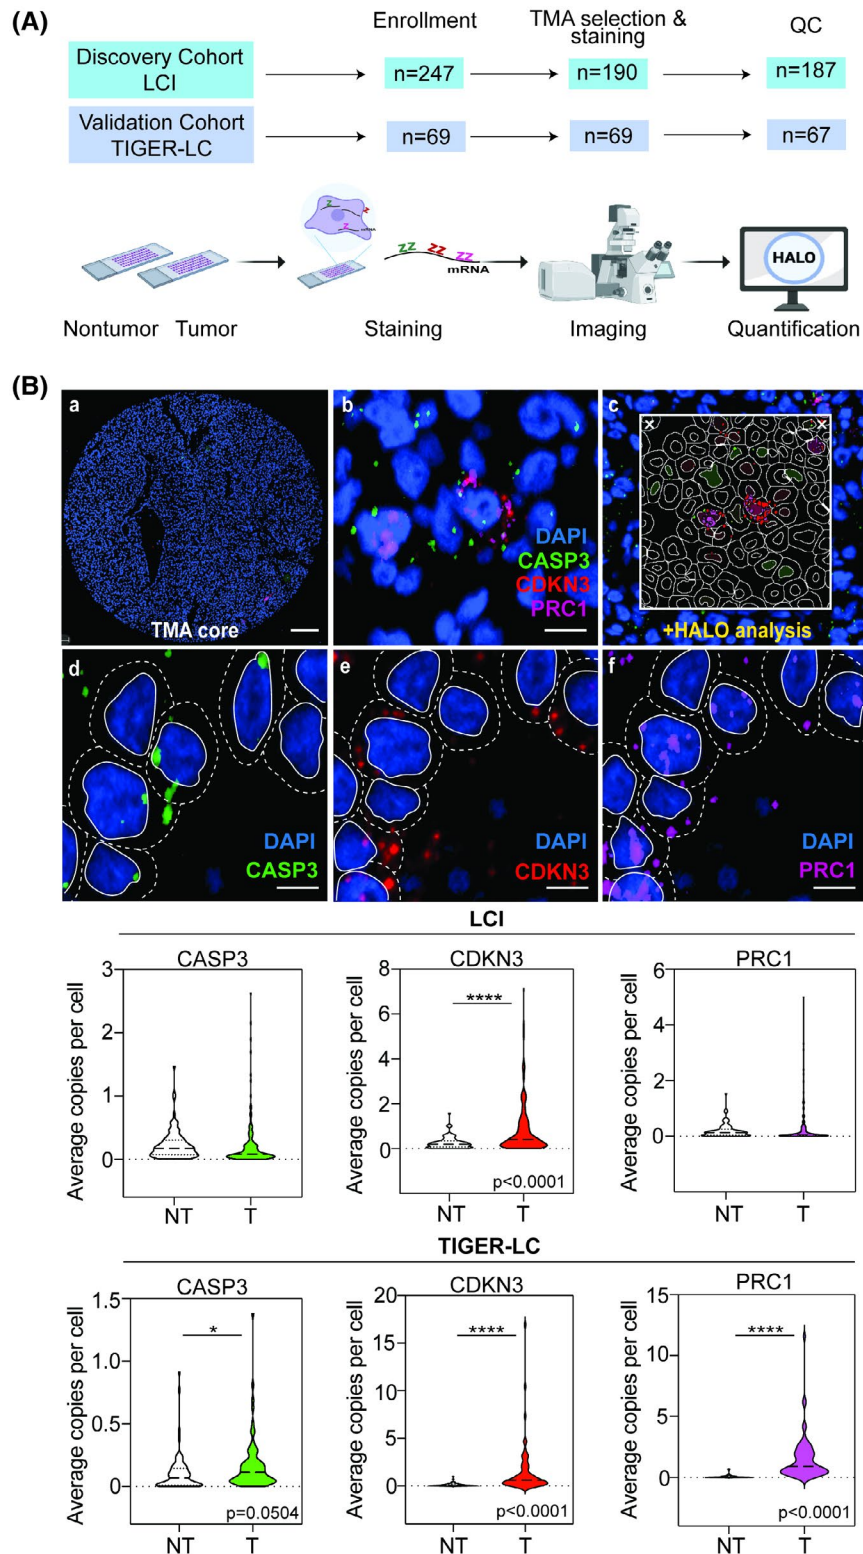 (A)
Enrollment
TMA selection &
staining
QC
Discovery Cohort
LCI
n=247
n=190
n=187
Validation Cohort
TIGER-LC
n=69
n=69
n=67
zz
z
zz
mRNA
zz zz zz
mRNA
HALO
Nontumor Tumor
Staining
Imaging
Quantification
(B)
a
TMA core
b
DAPI
CASP3
CDKN3
PRC1
c
+HALO analysis
d
DAPI
CASP3
e
DAPI
CDKN3
f
DAPI
PRC1
LCI
CASP3
Average copies per cell
3
2
1
0
NT T
CDKN3
Average copies per cell
8
6
4
2
0
****
p<0.0001
NT T
PRC1
Average copies per cell
6
4
2
0
NT T
TIGER-LC
CASP3
Average copies per cell
1.5
1.0
0.5
0
*
p=0.0504
NT T
CDKN3
Average copies per cell
20
15
10
5
0
****
p<0.0001
NT T
PRC1
Average copies per cell
15
10
5
0
****
p<0.0001
NT T